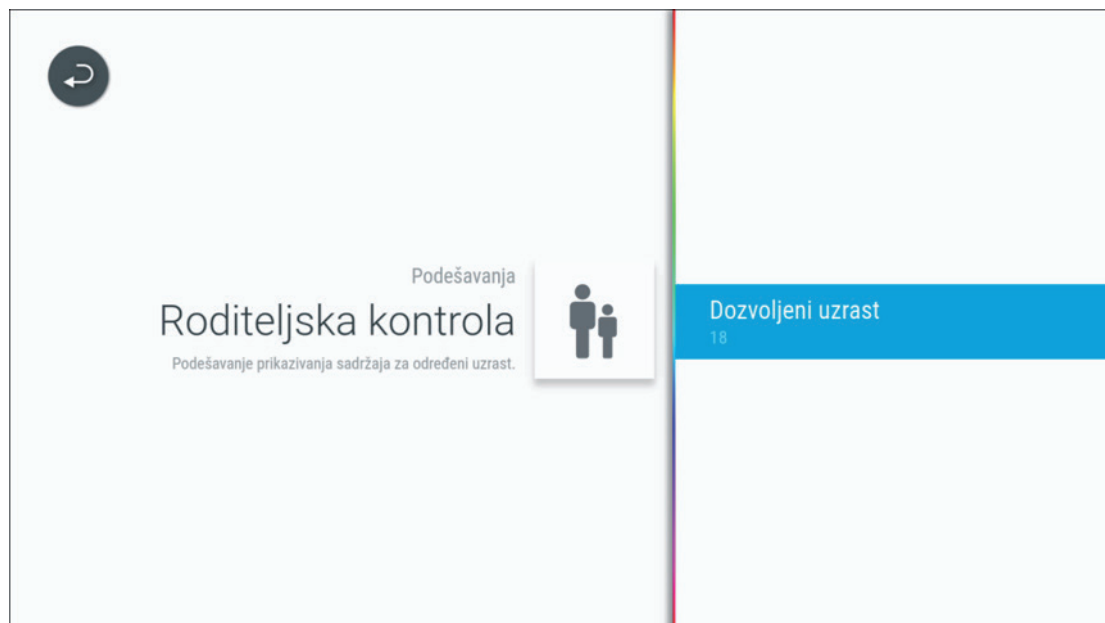 Podešavanja
Roditeljska kontrola
Podešavanje prikazivanja sadržaja za određeni uzrast.
Dozvoljeni uzrast
18